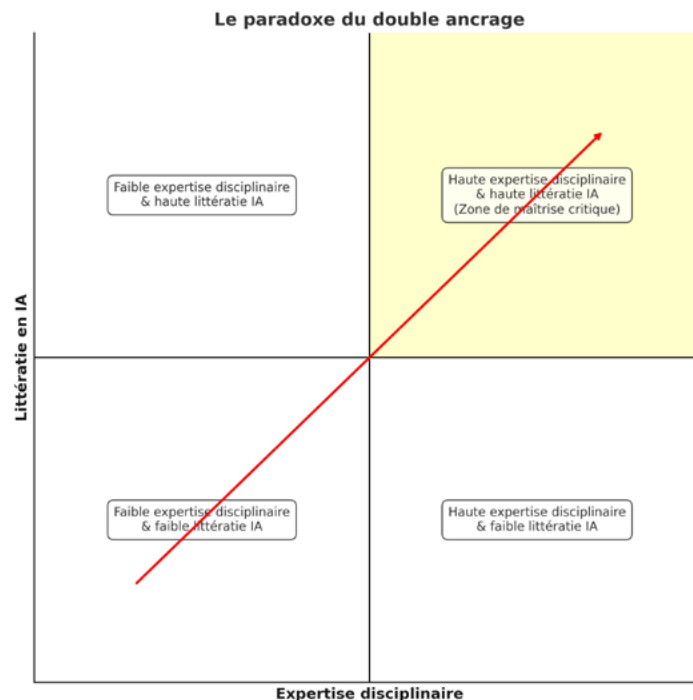 Le paradoxe du double ancrage
Faible expertise disciplinaire
& haute littératie IA
Haute expertise disciplinaire
& haute littératie IA
(Zone de maîtrise critique)
Littératie en IA
Faible expertise disciplinaire
& faible littératie IA
Haute expertise disciplinaire
& faible littératie IA
Expertise disciplinaire